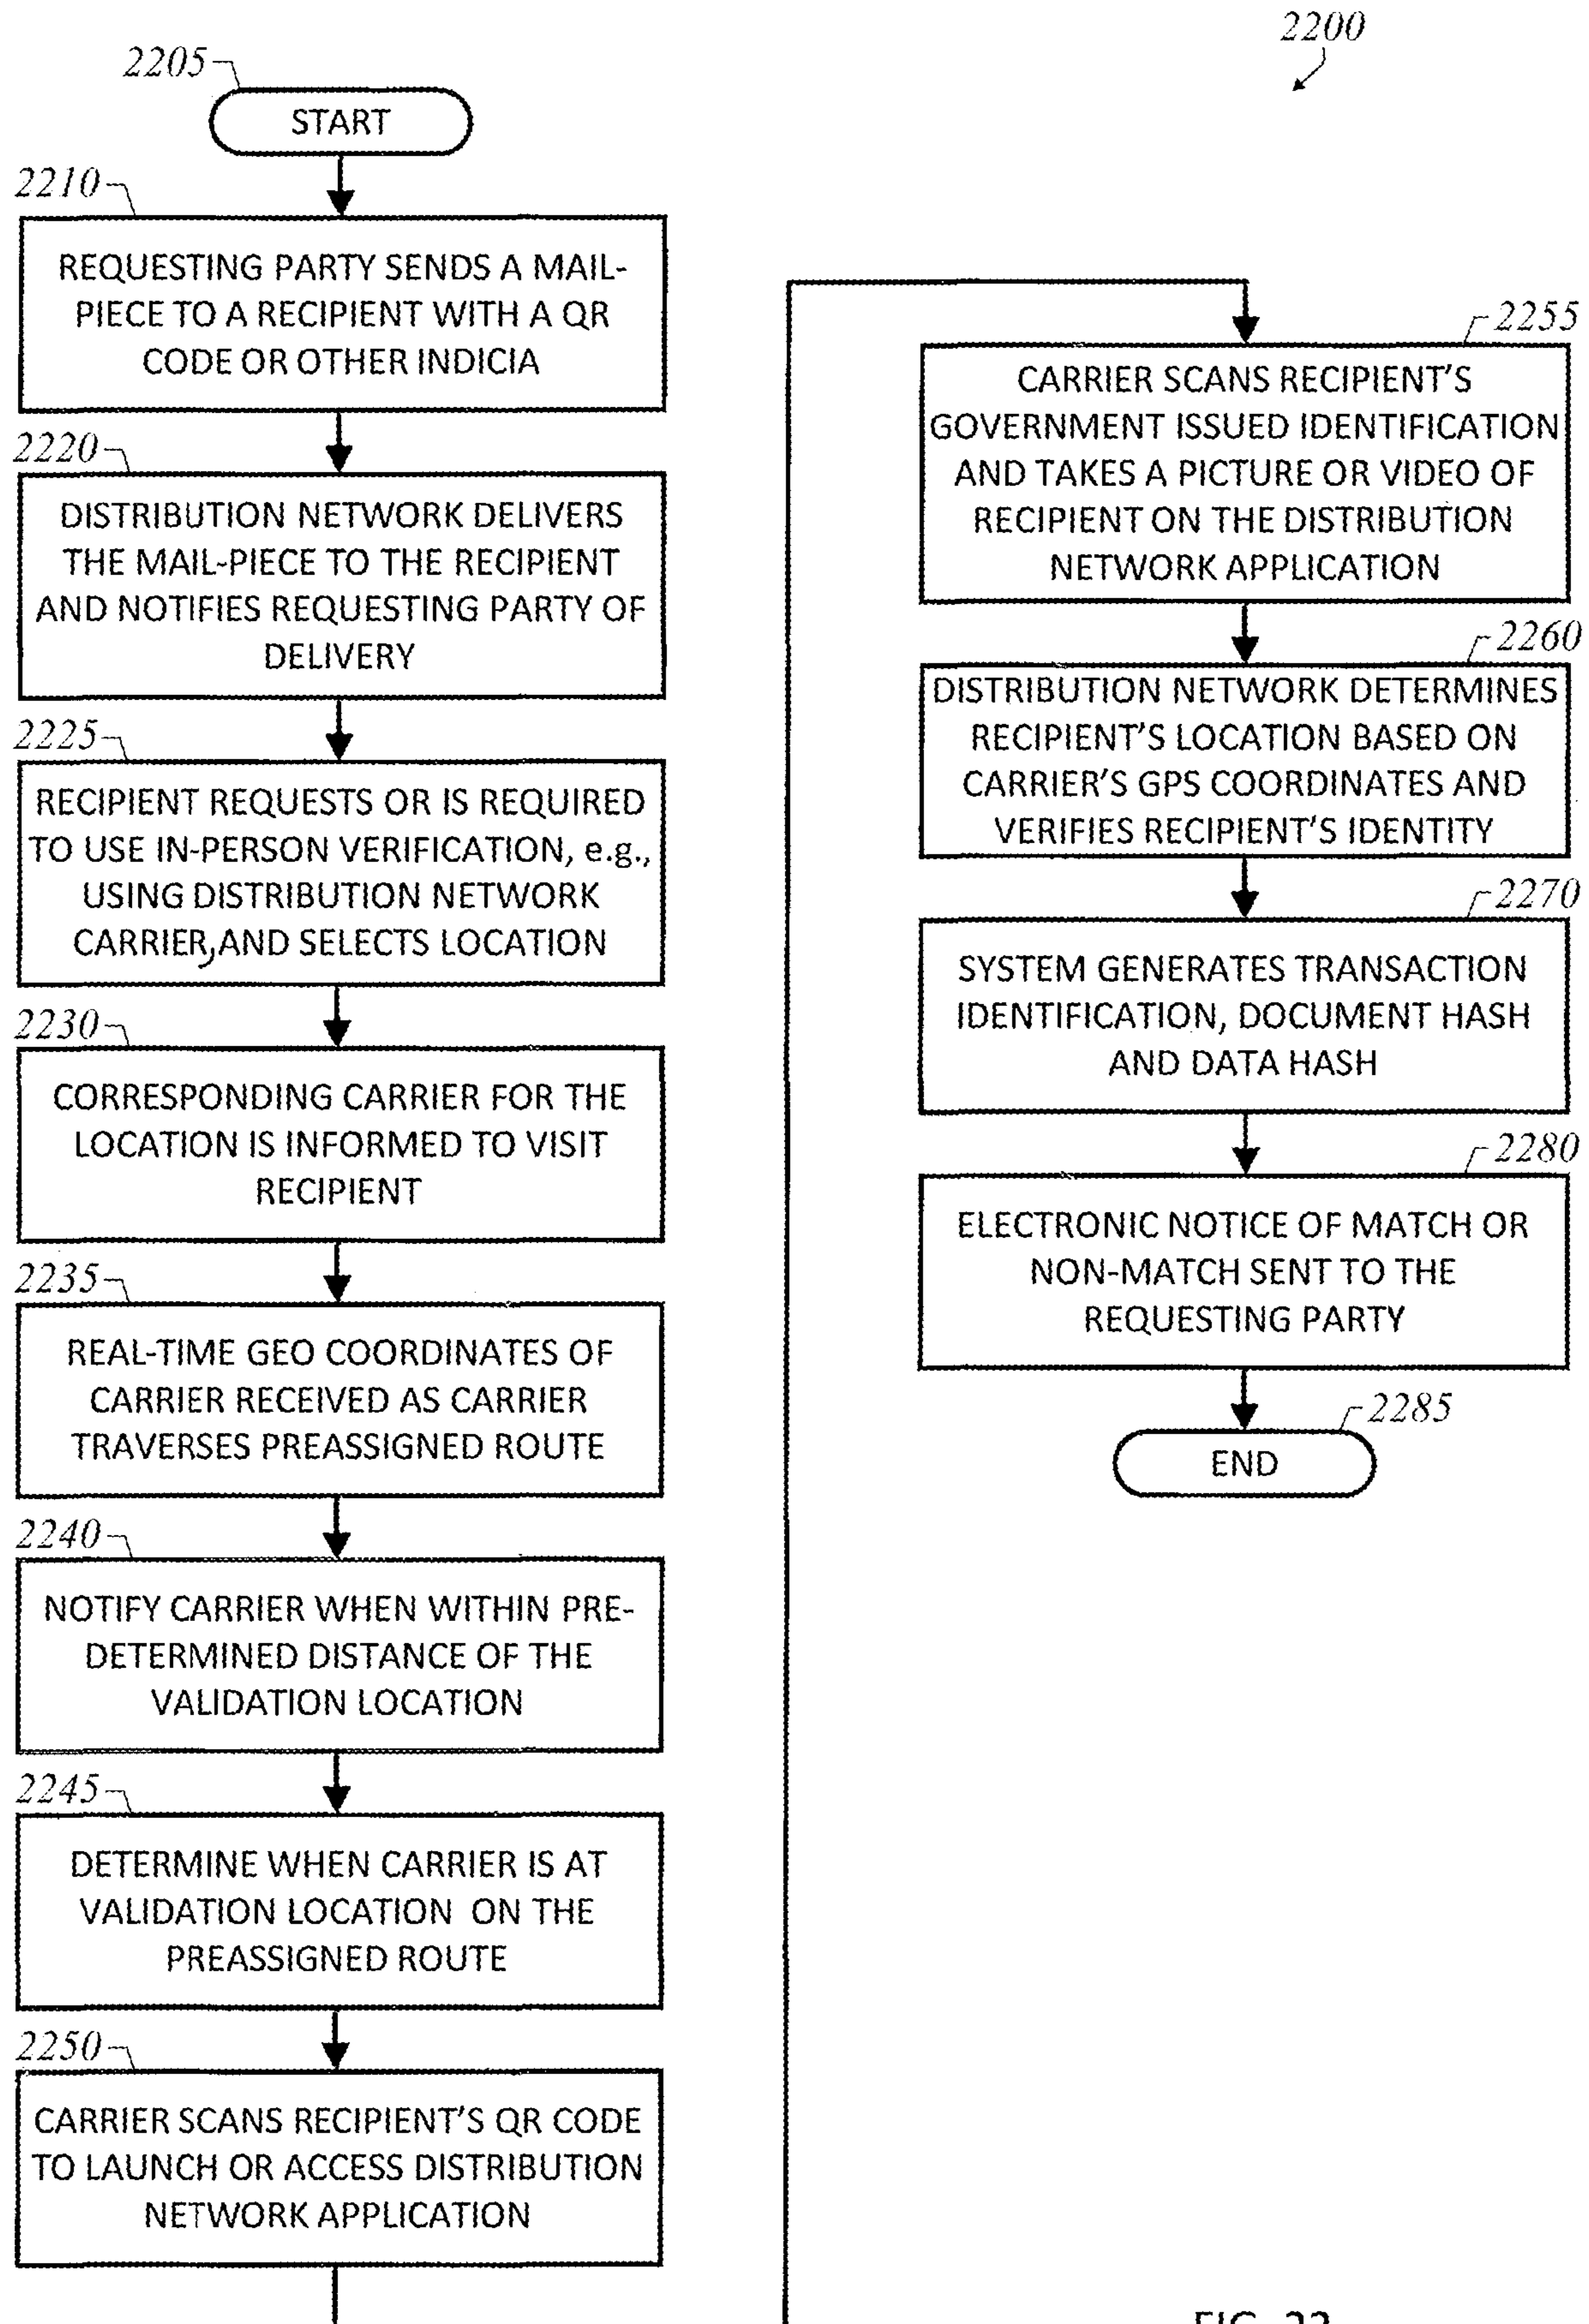 2200
2205
START
2210
REQUESTING PARTY SENDS A MAIL-
PIECE TO A RECIPIENT WITH A QR
CODE OR OTHER INDICIA
2220
DISTRIBUTION NETWORK DELIVERS
THE MAIL-PIECE TO THE RECIPIENT
AND NOTIFIES REQUESTING PARTY OF
DELIVERY
2225
RECIPIENT REQUESTS OR IS REQUIRED
TO USE IN-PERSON VERIFICATION, e.g.,
USING DISTRIBUTION NETWORK
CARRIER, AND SELECTS LOCATION
2230
CORRESPONDING CARRIER FOR THE
LOCATION IS INFORMED TO VISIT
RECIPIENT
2235
REAL-TIME GEO COORDINATES OF
CARRIER RECEIVED AS CARRIER
TRAVERSES PREASSIGNED ROUTE
2240
NOTIFY CARRIER WHEN WITHIN PRE-
DETERMINED DISTANCE OF THE
VALIDATION LOCATION
2245
DETERMINE WHEN CARRIER IS AT
VALIDATION LOCATION ON THE
PREASSIGNED ROUTE
2250
CARRIER SCANS RECIPIENT'S QR CODE
TO LAUNCH OR ACCESS DISTRIBUTION
NETWORK APPLICATION
2255
CARRIER SCANS RECIPIENT'S
GOVERNMENT ISSUED IDENTIFICATION
AND TAKES A PICTURE OR VIDEO OF
RECIPIENT ON THE DISTRIBUTION
NETWORK APPLICATION
2260
DISTRIBUTION NETWORK DETERMINES
RECIPIENT'S LOCATION BASED ON
CARRIER'S GPS COORDINATES AND
VERIFIES RECIPIENT'S IDENTITY
2270
SYSTEM GENERATES TRANSACTION
IDENTIFICATION, DOCUMENT HASH
AND DATA HASH
2280
ELECTRONIC NOTICE OF MATCH OR
NON-MATCH SENT TO THE
REQUESTING PARTY
2285
END
FIG. 22